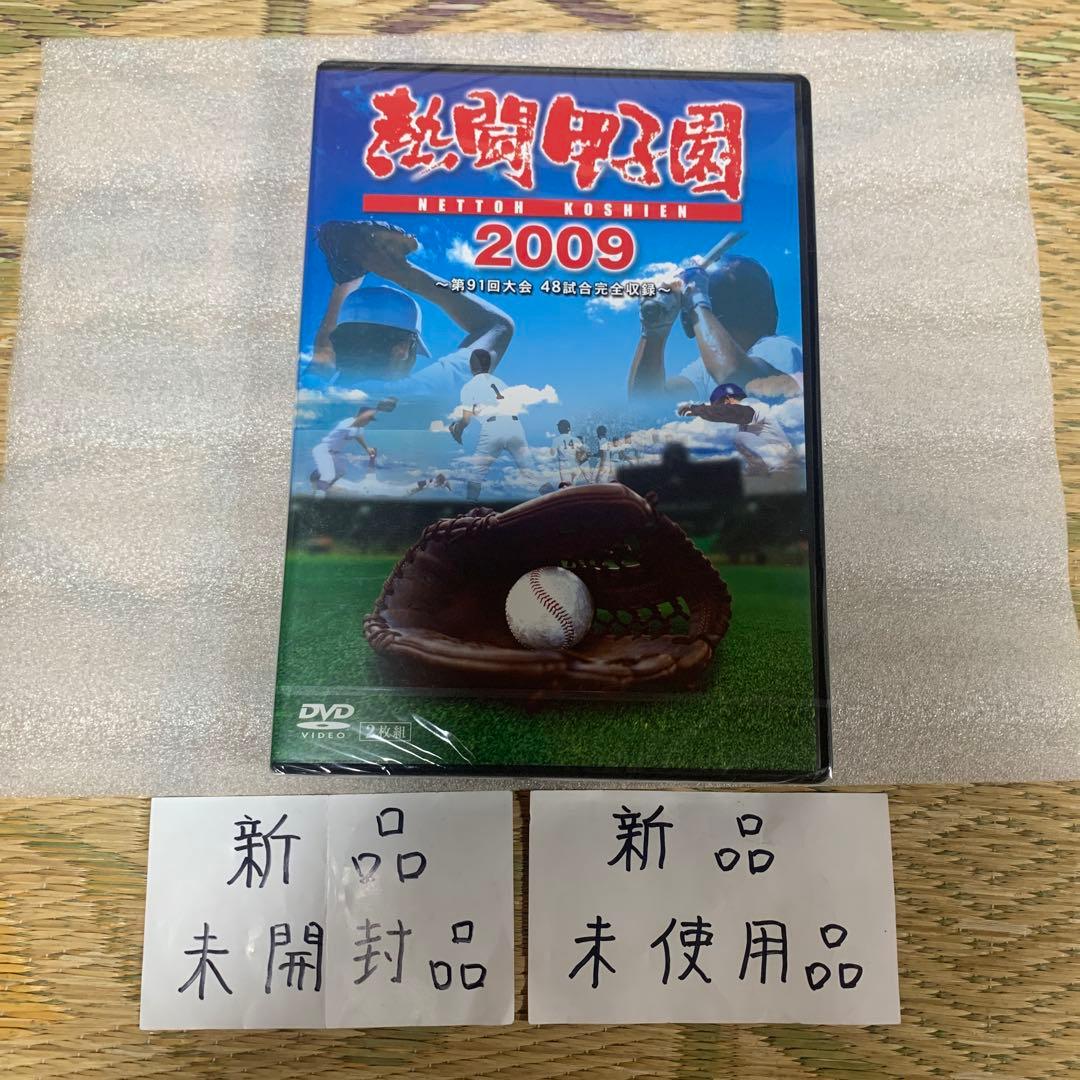 熱闘甲子園
NETTOH KOSHIEN
2009
～第91回大会 48試合完全収録～
1
14
DVD
VIDEO
2枚組
新品
未開封品
新品
未使用品